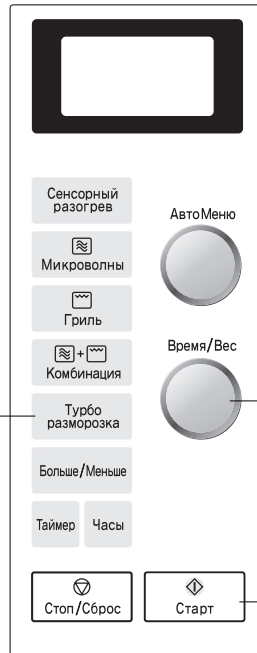 Сенсорный
разогрев
АвтоМеню
Микроволны
Гриль
Время/Вес
+
Комбинация
Турбо
разморозка
Больше/Меньше
Таймер
Часы
Стоп/Сброс
Старт